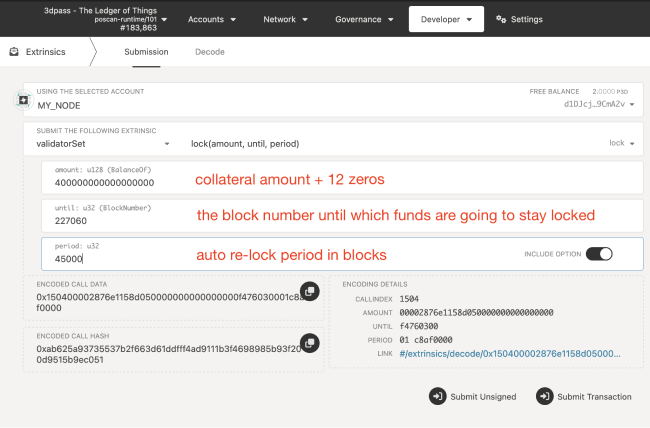 3dpass - The Ledger of Things
poscan-runtime/101
#183,863
Accounts
Network
Governance
Developer
Settings
Extrinsics
Submission
Decode
USING THE SELECTED ACCOUNT
MY_NODE
FREE BALANCE 2.0000 P3D
d1DJcj…9CmA2v
SUBMIT THE FOLLOWING EXTRINSIC
validatorSet
lock(amount, until, period)
lock
amount: u128 (BalanceOf)
400000000000000000
collateral amount + 12 zeros
until: u32 (BlockNumber)
227060
the block number until which funds are going to stay locked
period: u32
45000
auto re-lock period in blocks
INCLUDE OPTION
ENCODED CALL DATA
0x150400002876e1158d050000000000000000f476030001c8a
f0000
ENCODED CALL HASH
0xab625a93735537b2f663d61ddfff4ad9111b3f4698985b93f20
0d9515b9ec051
ENCODING DETAILS
CALLINDEX 1504
AMOUNT 00002876e1158d050000000000000000
UNTIL f4760300
PERIOD 01 c8af0000
LINK #/extrinsics/decode/0x150400002876e1158d05000…
Submit Unsigned
Submit Transaction